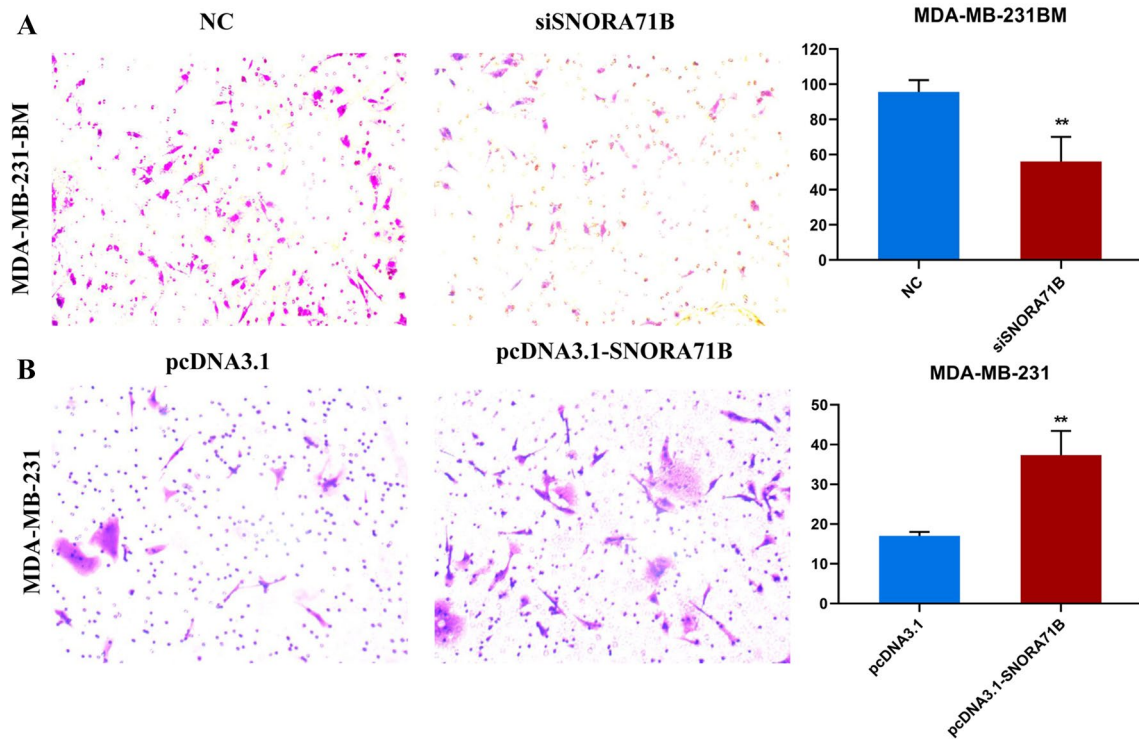 A
NC
siSNORA71B
MDA-MB-231-BM
MDA-MB-231BM
120
100
80
60
40
20
0
**
NC
siSNORA71B
B
pcDNA3.1
pcDNA3.1-SNORA71B
MDA-MB-231
MDA-MB-231
50
40
30
20
10
0
**
pcDNA3.1
pcDNA3.1-SNORA71B